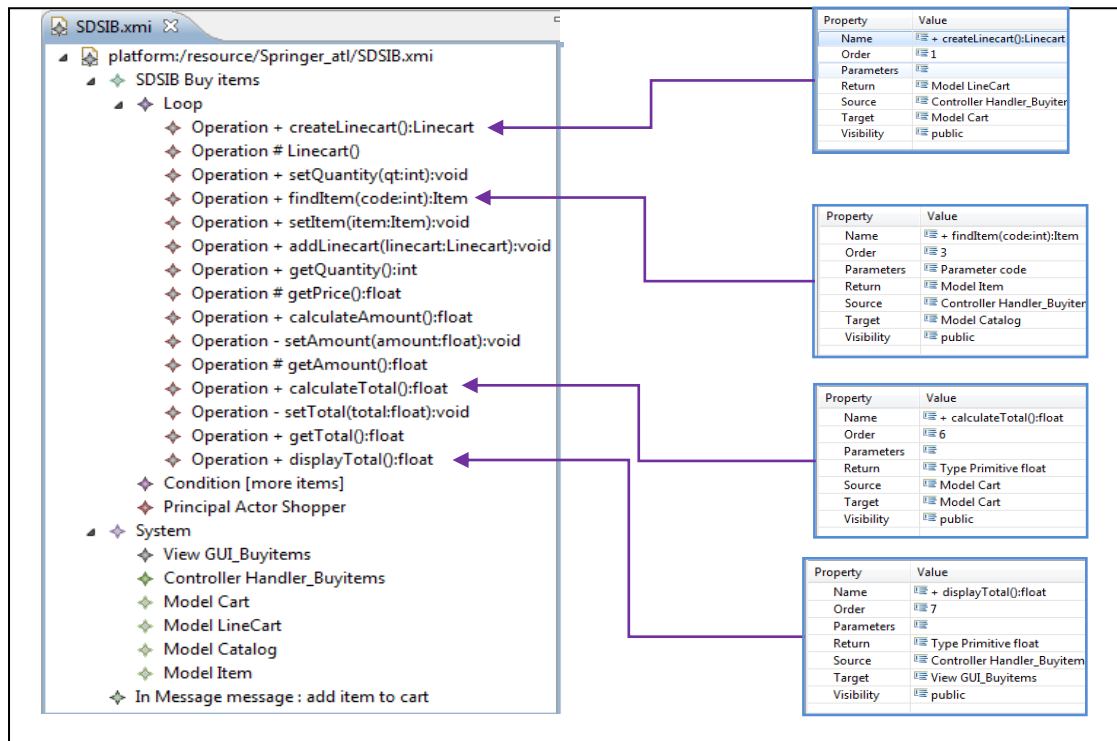 SDSIB.xmi
platform:/resource/Springer_atl/SDSIB.xmi
SDSIB Buy items
Loop
Operation + createLinecart():Linecart
Operation # Linecart()
Operation + setQuantity(qt:int):void
Operation + findItem(code:int):Item
Operation + setItem(item:Item):void
Operation + addLinecart(linecart:Linecart):void
Operation + getQuantity():int
Operation # getPrice():float
Operation + calculateAmount():float
Operation - setAmount(amount:float):void
Operation # getAmount():float
Operation + calculateTotal():float
Operation - setTotal(total:float):void
Operation + getTotal():float
Operation + displayTotal():float
Condition [more items]
Principal Actor Shopper
System
View GUI_Buyitems
Controller Handler_Buyitems
Model Cart
Model LineCart
Model Catalog
Model Item
In Message message : add item to cart
Property Value
Name + createLinecart():Linecart
Order 1
Parameters
Return Model LineCart
Source Controller Handler_Buyiter
Target Model Cart
Visibility public
Property Value
Name + findItem(code:int):Item
Order 3
Parameters Parameter code
Return Model Item
Source Controller Handler_Buyiter
Target Model Catalog
Visibility public
Property Value
Name + calculateTotal():float
Order 6
Parameters
Return Type Primitive float
Source Model Cart
Target Model Cart
Visibility public
Property Value
Name + displayTotal():float
Order 7
Parameters
Return Type Primitive float
Source Controller Handler_Buyitem
Target View GUI_Buyitems
Visibility public